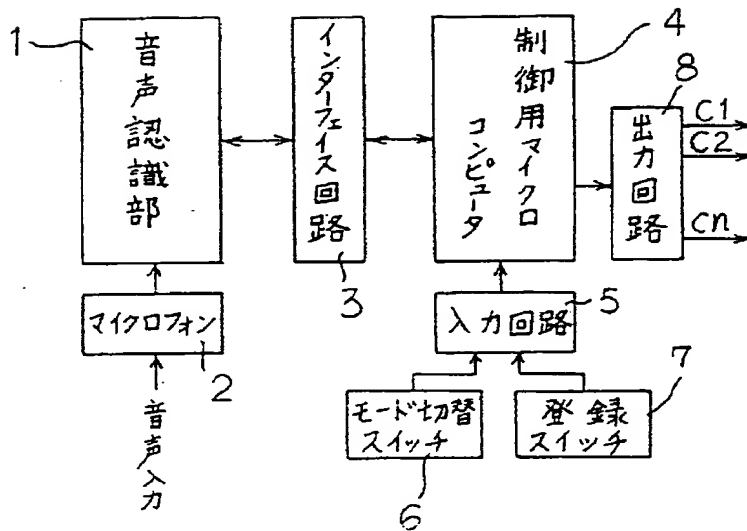 1
音声認識部
インターフェイス回路
3
制御用マイクロ
コンピュータ
4
8
出力回路
C1
C2
Cn
マイクロフォン
2
音声入力
入力回路
5
モード切替
スイッチ
6
登録
スイッチ
7